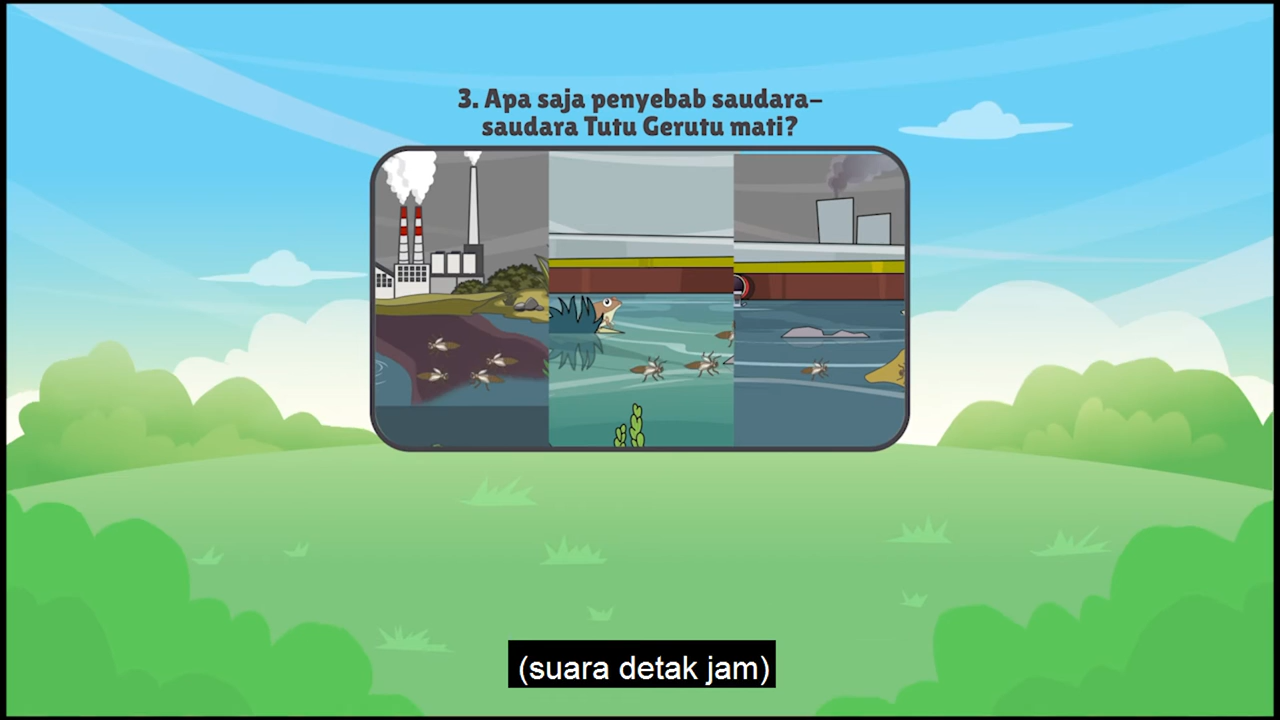 3. Apa saja penyebab saudara-
saudara Tutu Gerutu mati?
(suara detak jam)